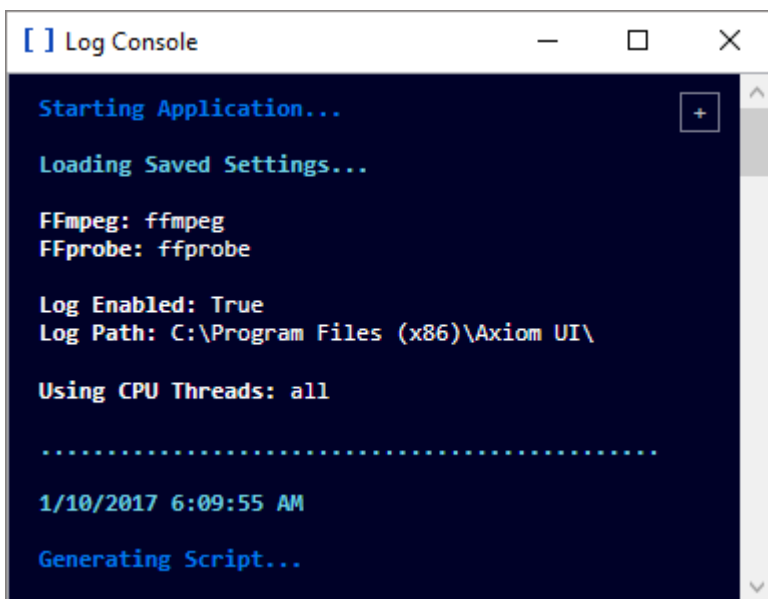 [ ] Log Console
Starting Application...
+
Loading Saved Settings...
FFmpeg: ffmpeg
FFprobe: ffprobe
Log Enabled: True
Log Path: C:\Program Files (x86)\Axiom UI\
Using CPU Threads: all
...............................................
1/10/2017 6:09:55 AM
Generating Script...